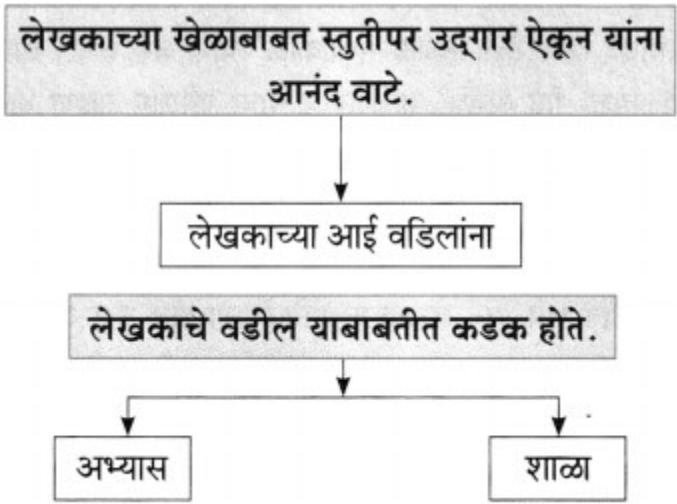 लेखकाच्या खेळाबाबत स्तुतीपर उद्‌गार ऐकून यांना
आनंद वाटे.
लेखकाच्या आई वडिलांना
लेखकाचे वडील याबाबतीत कडक होते.
अभ्यास
शाळा